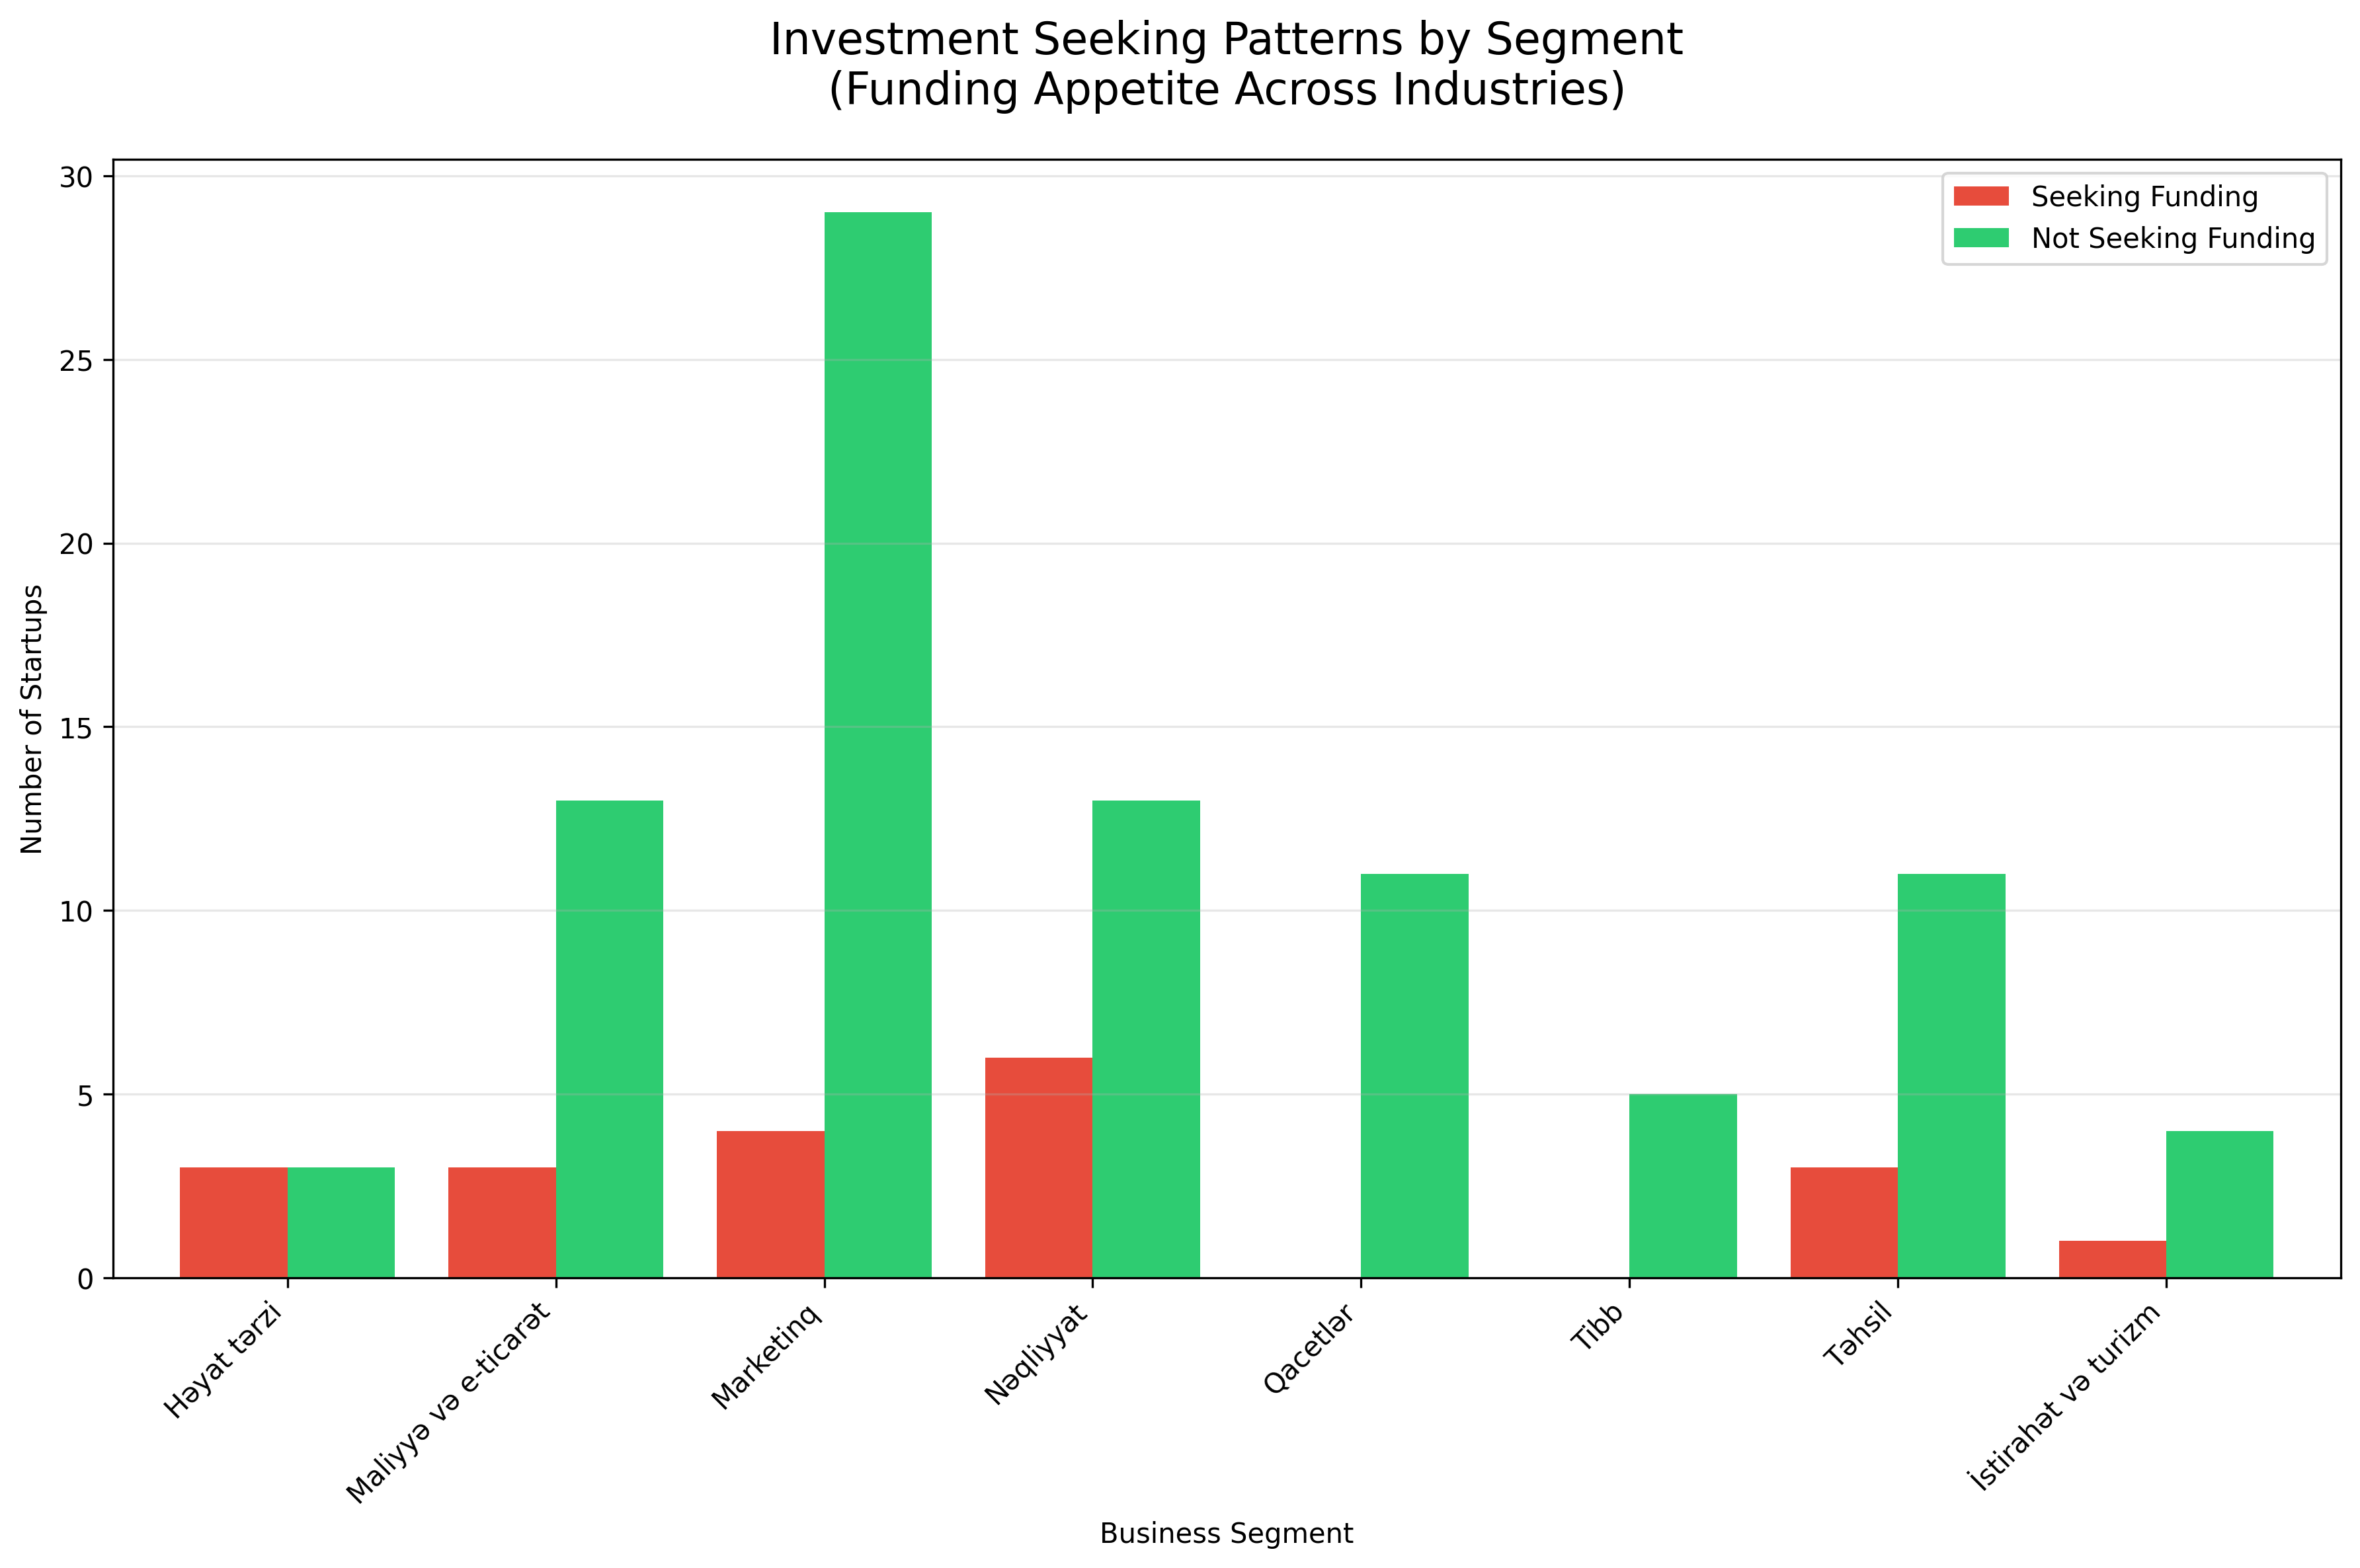 Investment Seeking Patterns by Segment
(Funding Appetite Across Industries)
Seeking Funding
Not Seeking Funding
Number of Startups
30
25
20
15
10
5
0
Həyat tərzi
Maliyyə və e-ticarət
Marketinq
Nəqliyyat
Qacetlər
Tibb
Təhsil
İstirahət və turizm
Business Segment